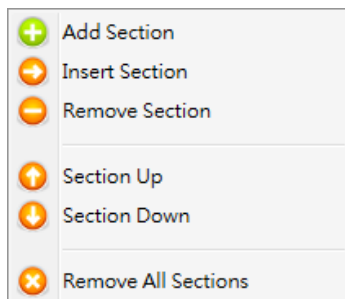 Add Section
Insert Section
Remove Section
Section Up
Section Down
Remove All Sections